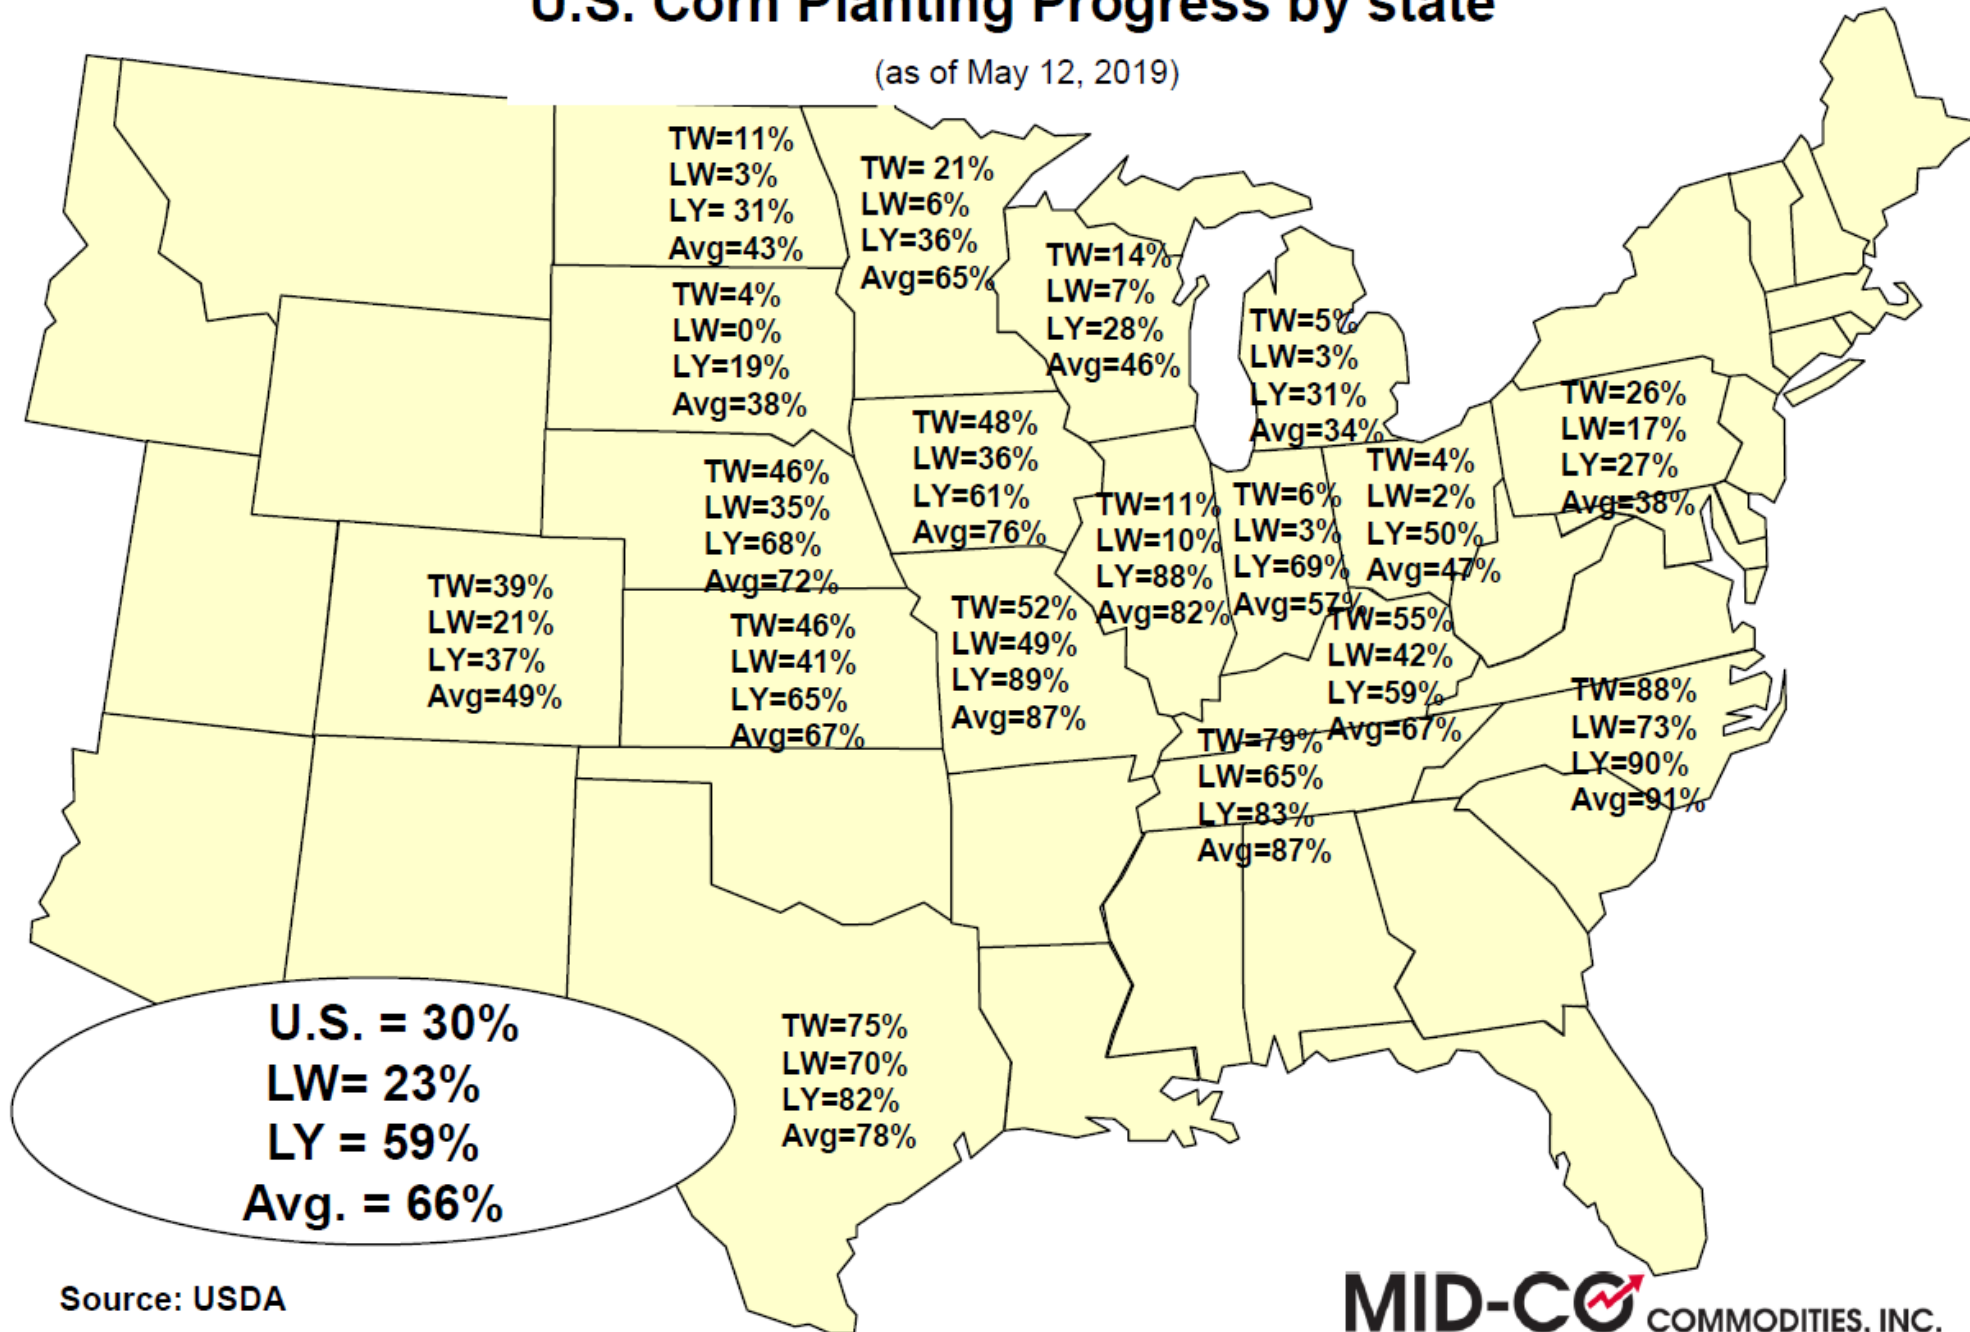 U.S. Corn Planting Progress by state
(as of May 12, 2019)
TW=11%
LW=3%
LY= 31%
Avg=43%
TW= 21%
LW=6%
LY=36%
Avg=65%
TW=14%
LW=7%
LY=28%
Avg=46%
TW=5%
LW=3%
LY=31%
Avg=34%
TW=4%
LW=0%
LY=19%
Avg=38%
TW=26%
LW=17%
LY=27%
Avg=38%
TW=48%
LW=36%
LY=61%
Avg=76%
TW=4%
LW=2%
LY=50%
Avg=47%
TW=46%
LW=35%
LY=68%
Avg=72%
TW=11%
LW=10%
LY=88%
Avg=82%
TW=6%
LW=3%
LY=69%
Avg=57%
TW=39%
LW=21%
LY=37%
Avg=49%
TW=46%
LW=41%
LY=65%
Avg=67%
TW=52%
LW=49%
LY=89%
Avg=87%
TW=55%
LW=42%
LY=59%
Avg=67%
TW=88%
LW=73%
LY=90%
Avg=91%
TW=79%
LW=65%
LY=83%
Avg=87%
TW=75%
LW=70%
LY=82%
Avg=78%
U.S. = 30%
LW= 23%
LY = 59%
Avg. = 66%
Source: USDA
MID-CO COMMODITIES, INC.